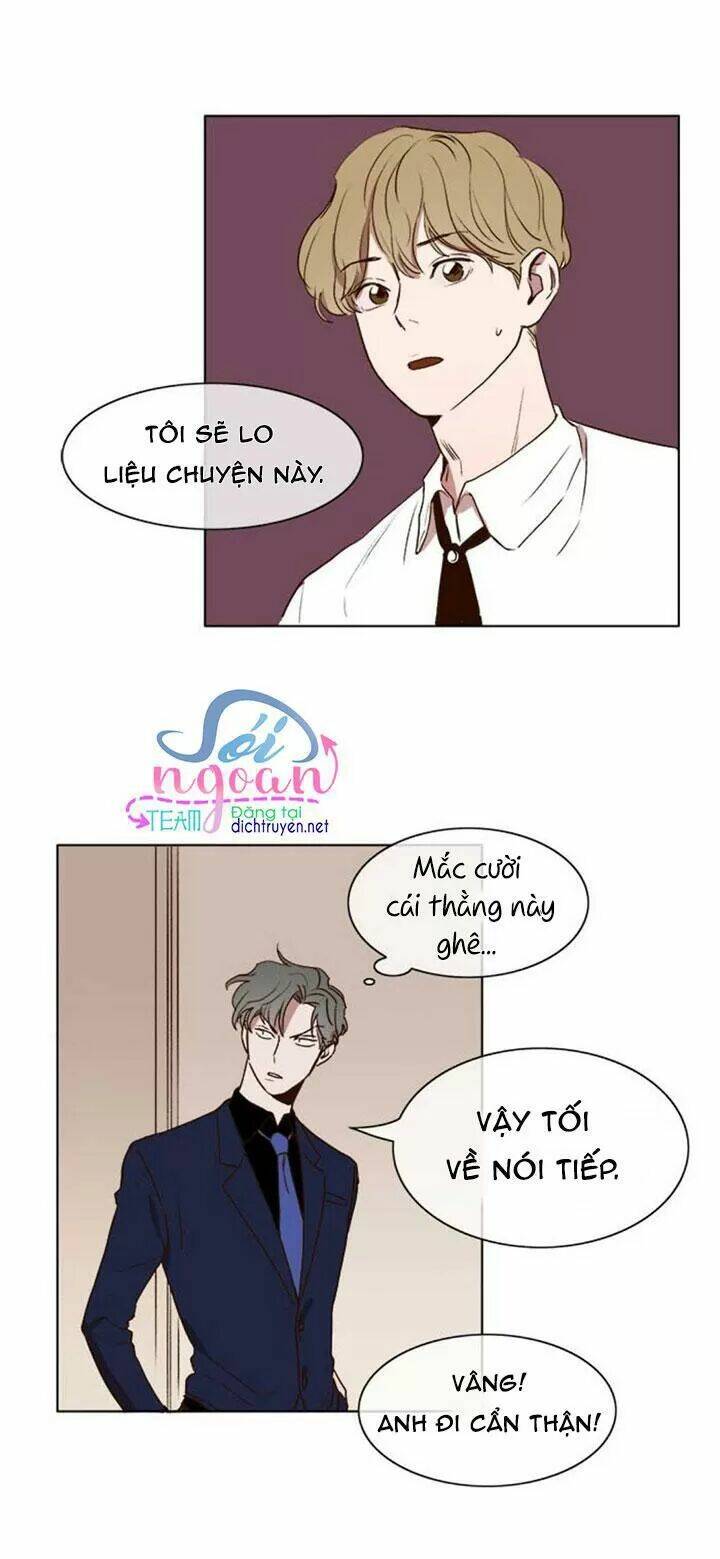 TÔI SẼ LO
LIỆU CHUYỆN NÀY.
Sói
ngoan
TEAM Đăng tại
dichtruyen.net
Mắc cười
cái thằng này
ghê...
VẬY TỐI
VỀ NÓI TIẾP.
VÂNG!
ANH ĐI CẨN THẬN!